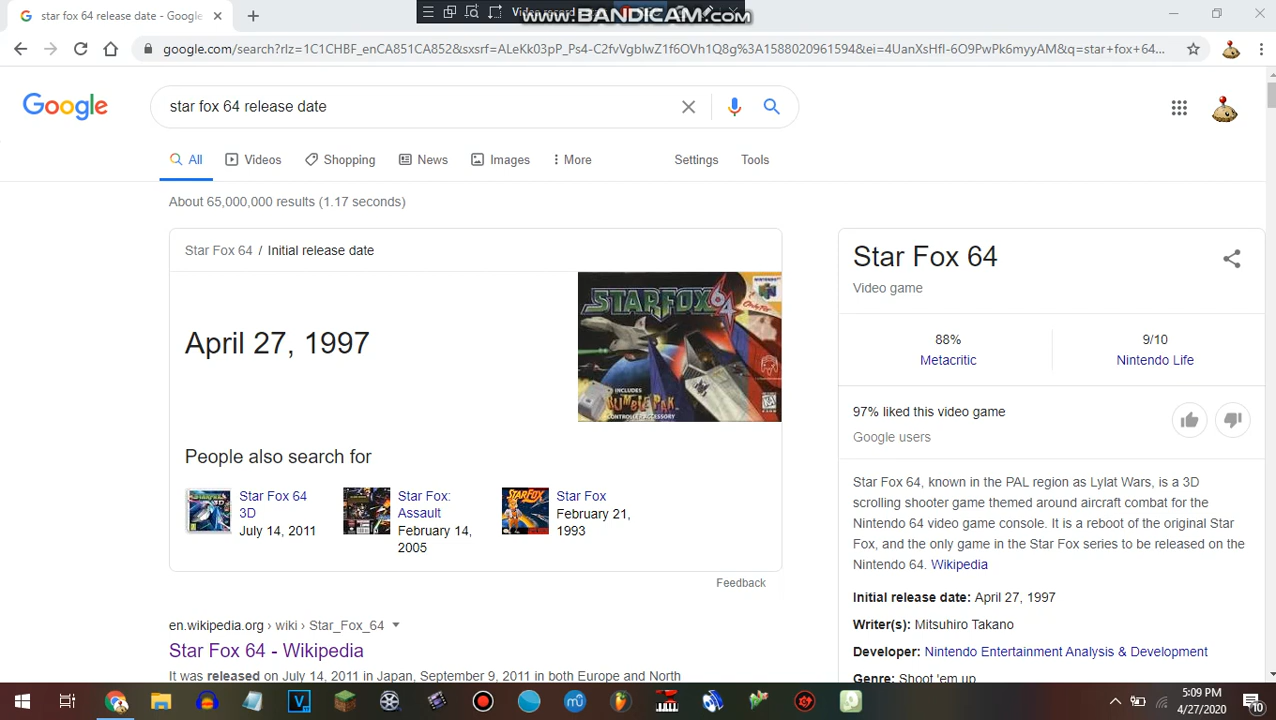 star fox 64 release date - Google
www.BANDICAM.com
google.com/search?rlz=1C1CHBF_enCA851CA852&sxsrf=ALeKk03pP_Ps4-C2fvVgblwZ1f6OVh1Q8g%3A1588020961594&ei=4UanXsHfI-6O9PwPk6myyAM&q=star+fox+64...
Google
star fox 64 release date
All
Videos
Shopping
News
Images
More
Settings
Tools
About 65,000,000 results (1.17 seconds)
Star Fox 64 / Initial release date
April 27, 1997
STARFOX 64
INCLUDES
RUMBLE PAK
CONTROLLER ACCESSORY
People also search for
Star Fox 64 3D
July 14, 2011
Star Fox: Assault
February 14, 2005
Star Fox
February 21, 1993
Feedback
en.wikipedia.org › wiki › Star_Fox_64
Star Fox 64 - Wikipedia
It was released on July 14, 2011 in Japan, September 9, 2011 in both Europe and North
Star Fox 64
Video game
88%
Metacritic
9/10
Nintendo Life
97% liked this video game
Google users
Star Fox 64, known in the PAL region as Lylat Wars, is a 3D
scrolling shooter game themed around aircraft combat for the
Nintendo 64 video game console. It is a reboot of the original Star
Fox, and the only game in the Star Fox series to be released on the
Nintendo 64. Wikipedia
Initial release date: April 27, 1997
Writer(s): Mitsuhiro Takano
Developer: Nintendo Entertainment Analysis & Development
Genre: Shoot 'em up
5:09 PM
4/27/2020
10